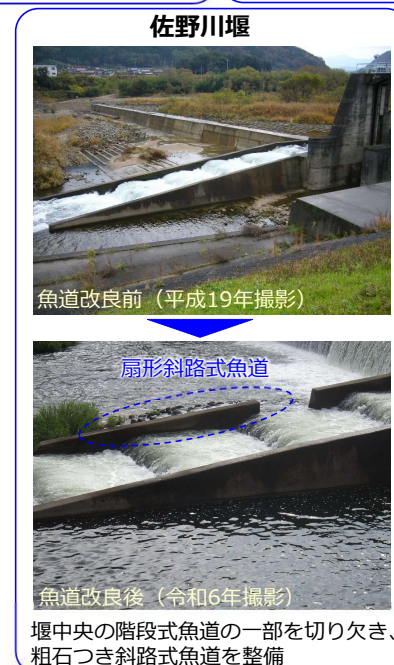 佐野川堰
魚道改良前（平成19年撮影）
扇形斜路式魚道
魚道改良後（令和6年撮影）
堰中央の階段式魚道の一部を切り欠き、
粗石つき斜路式魚道を整備